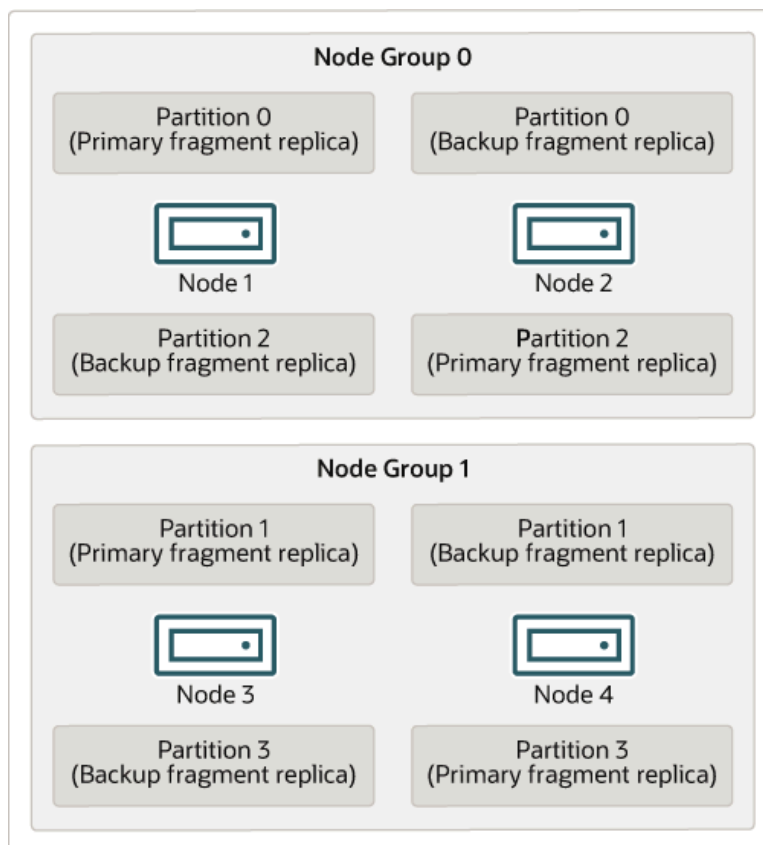 Node Group 0
Partition 0
(Primary fragment replica)
Partition 0
(Backup fragment replica)
Node 1
Node 2
Partition 2
(Backup fragment replica)
Partition 2
(Primary fragment replica)
Node Group 1
Partition 1
(Primary fragment replica)
Partition 1
(Backup fragment replica)
Node 3
Node 4
Partition 3
(Backup fragment replica)
Partition 3
(Primary fragment replica)